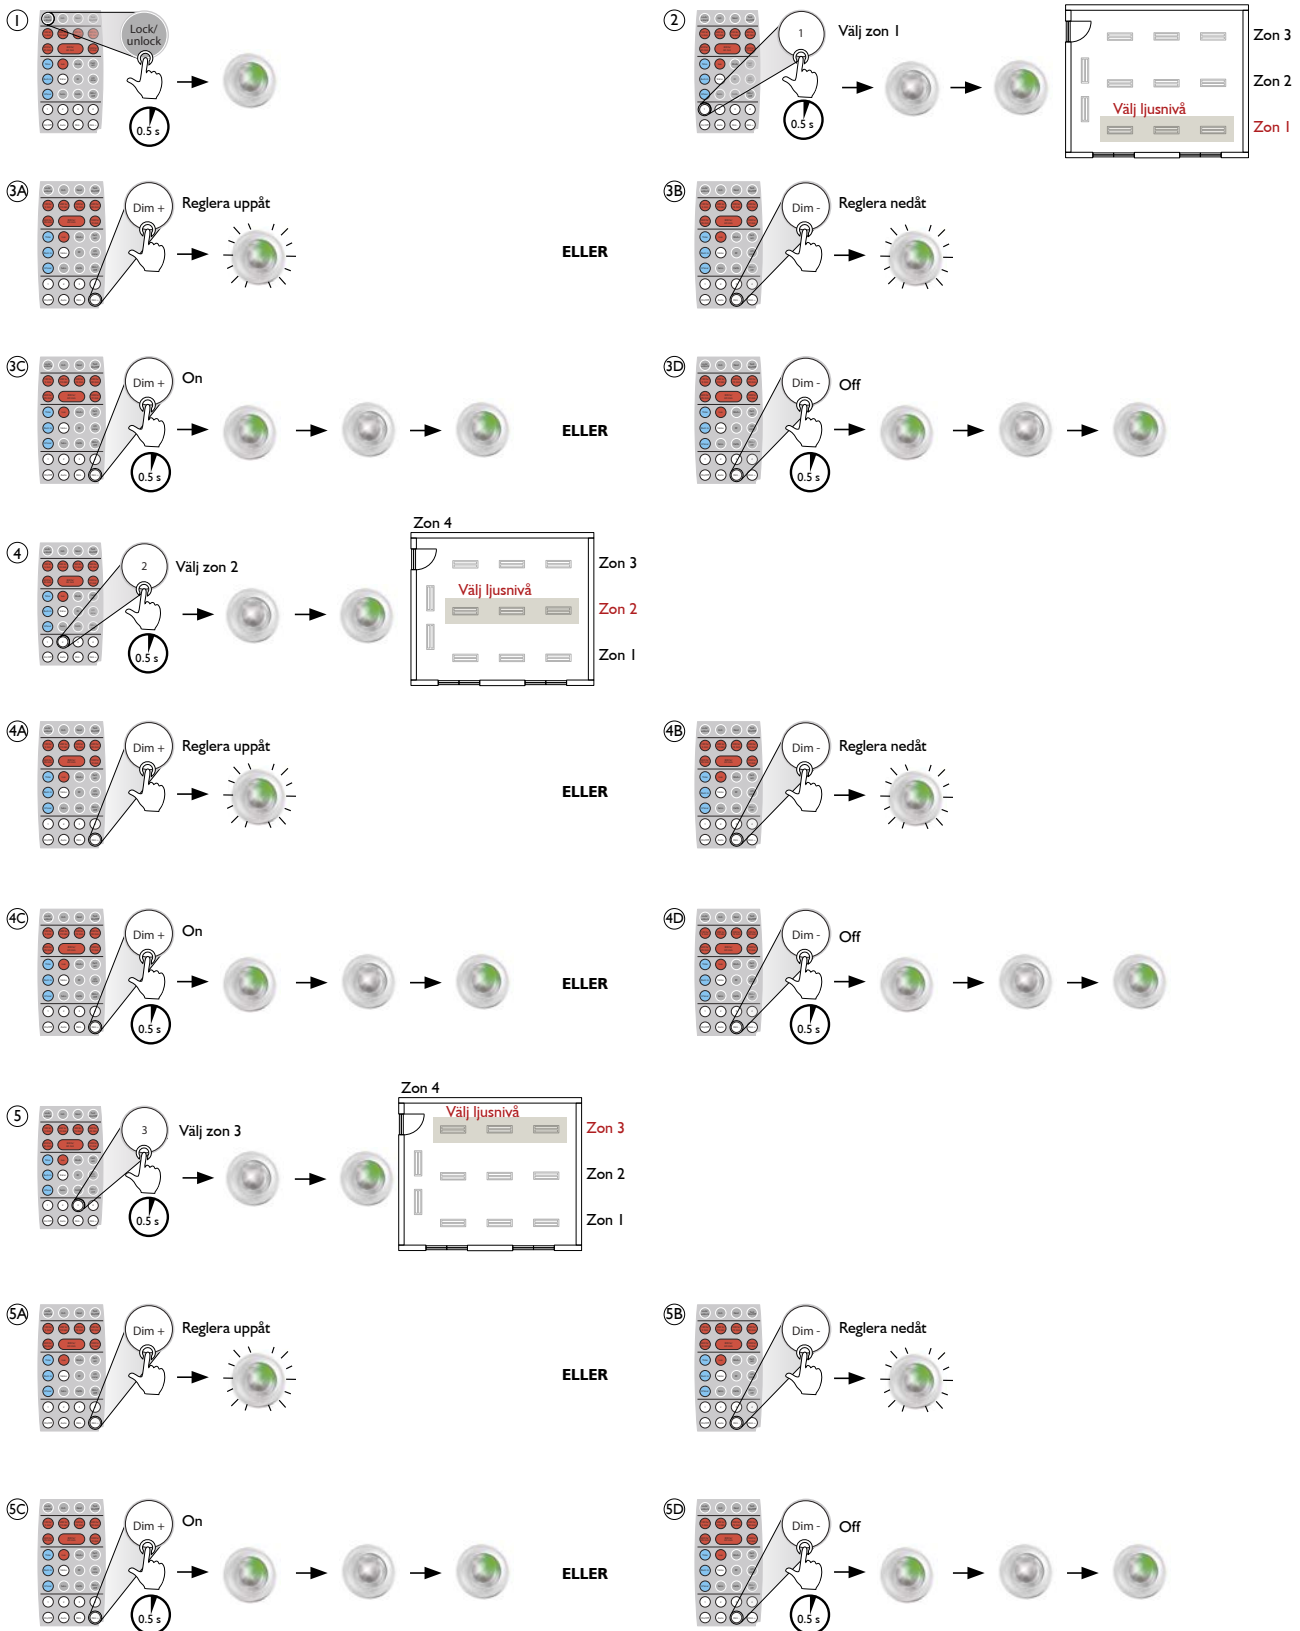 1
Lock/
unlock
0.5 s
2
1
Välj zon 1
0.5 s
Zon 3
Zon 2
Välj ljusnivå
Zon 1
3A
Dim +
Reglera uppåt
ELLER
3B
Dim -
Reglera nedåt
3C
Dim +
On
0.5 s
ELLER
3D
Dim -
Off
0.5 s
4
2
Välj zon 2
0.5 s
Zon 4
Zon 3
Välj ljusnivå
Zon 2
Zon 1
4A
Dim +
Reglera uppåt
ELLER
4B
Dim -
Reglera nedåt
4C
Dim +
On
0.5 s
ELLER
4D
Dim -
Off
0.5 s
5
3
Välj zon 3
0.5 s
Zon 4
Välj ljusnivå
Zon 3
Zon 2
Zon 1
5A
Dim +
Reglera uppåt
ELLER
5B
Dim -
Reglera nedåt
5C
Dim +
On
0.5 s
ELLER
5D
Dim -
Off
0.5 s